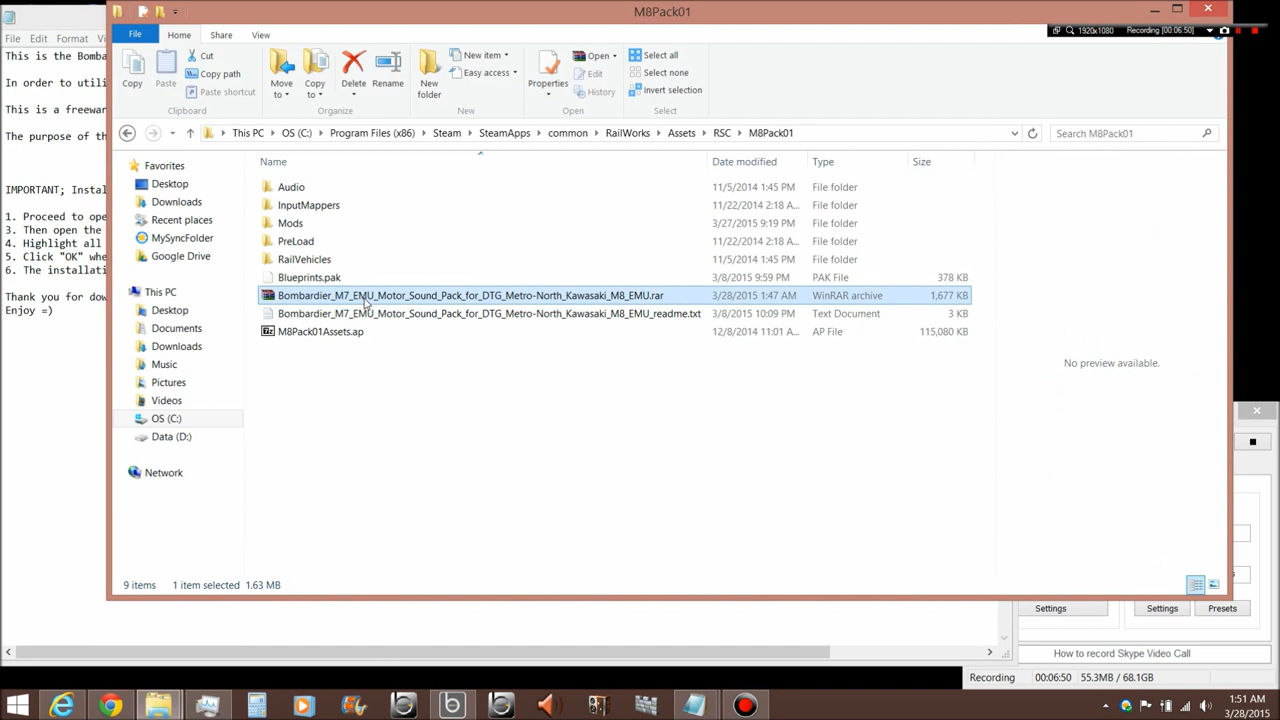 M8Pack01
File Home Share View
File Edit Format
1920x1080 Recording [00:06:50]
Copy
Paste
Cut
Copy path
Paste shortcut
Clipboard
Move to
Copy to
Delete
Rename
Organize
New folder
New item
Easy access
New
Properties
Open
Edit
History
Open
Select all
Select none
Invert selection
Select
This PC OS (C:) Program Files (x86) Steam SteamApps common RailWorks Assets RSC M8Pack01
Search M8Pack01
This is the Bomba
In order to utili
This is a freewar
The purpose of th
IMPORTANT; Instal
1. Proceed to ope
3. Then open the
4. Highlight all
5. Click "OK" whe
6. The installati
Thank you for dow
Enjoy =)
Favorites
Desktop
Downloads
Recent places
MySyncFolder
Google Drive
This PC
Desktop
Documents
Downloads
Music
Pictures
Videos
OS (C:)
Data (D:)
Network
Name Date modified Type Size
Audio 11/5/2014 1:45 PM File folder
InputMappers 11/22/2014 2:18 A... File folder
Mods 3/27/2015 9:19 PM File folder
PreLoad 11/22/2014 2:18 A... File folder
RailVehicles 11/5/2014 1:45 PM File folder
Blueprints.pak 3/8/2015 9:59 PM PAK File 378 KB
Bombardier_M7_EMU_Motor_Sound_Pack_for_DTG_Metro-North_Kawasaki_M8_EMU.rar 3/28/2015 1:47 AM WinRAR archive 1,677 KB
Bombardier_M7_EMU_Motor_Sound_Pack_for_DTG_Metro-North_Kawasaki_M8_EMU_readme.txt 3/8/2015 10:09 PM Text Document 3 KB
M8Pack01Assets.ap 12/8/2014 11:01 A... AP File 115,080 KB
No preview available.
9 items 1 item selected 1.63 MB
Settings Settings Presets
How to record Skype Video Call
Recording 00:06:50 55.3MB / 68.1GB
1:51 AM
3/28/2015